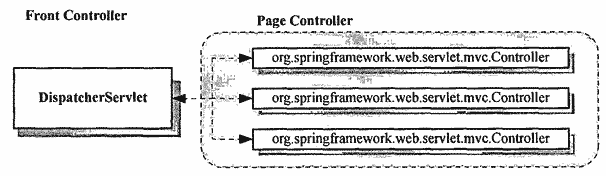 Front Controller
Page Controller
org.springframework.web.servlet.mvc.Controller
DispatcherServlet
org.springframework.web.servlet.mvc.Controller
org.springframework.web.servlet.mvc.Controller